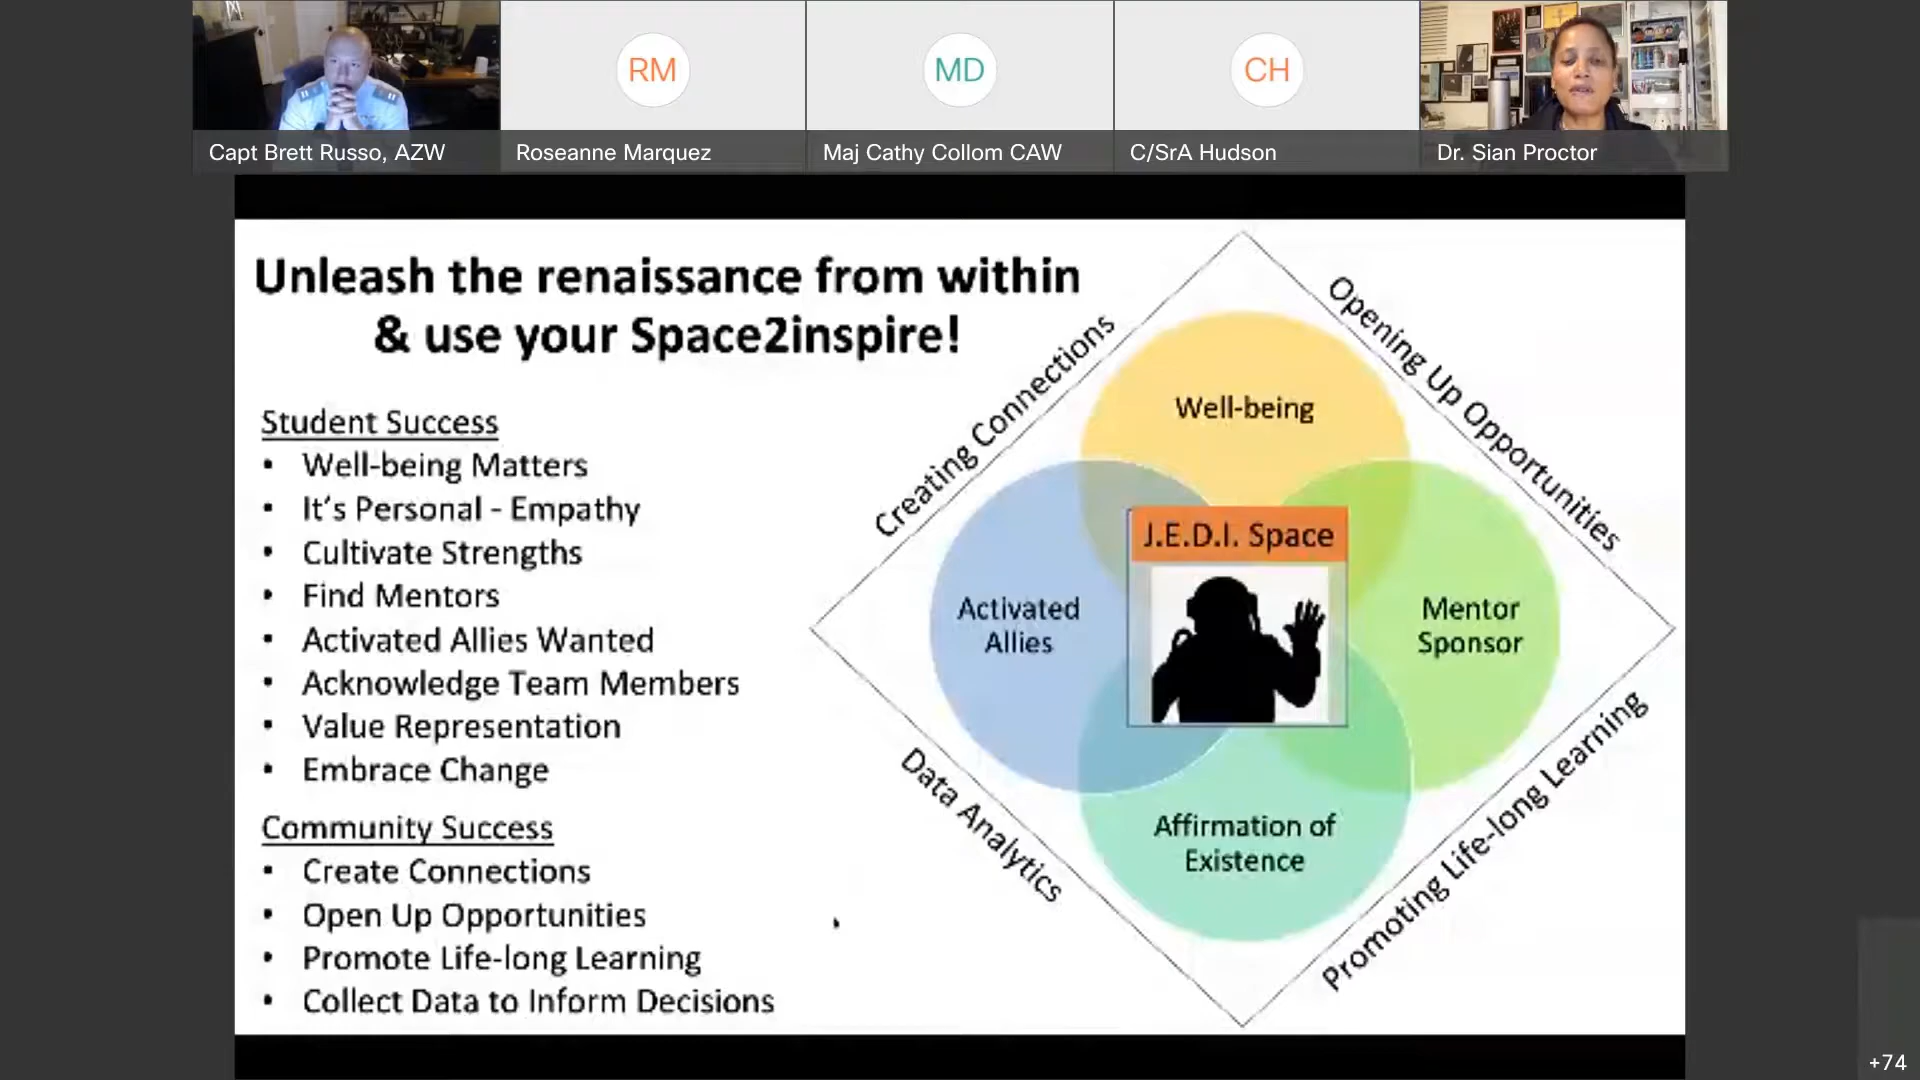 RM
MD
CH
Capt Brett Russo, AZW
Roseanne Marquez
Maj Cathy Collom CAW
C/SrA Hudson
Dr. Sian Proctor
Unleash the renaissance from within
& use your Space2inspire!
Student Success
• Well-being Matters
• It's Personal - Empathy
• Cultivate Strengths
• Find Mentors
• Activated Allies Wanted
• Acknowledge Team Members
• Value Representation
• Embrace Change
Community Success
• Create Connections
• Open Up Opportunities
• Promote Life-long Learning
• Collect Data to Inform Decisions
Creating Connections
Opening Up Opportunities
Well-being
J.E.D.I. Space
Activated
Allies
Mentor
Sponsor
Affirmation of
Existence
Data Analytics
Promoting Life-long Learning
+74